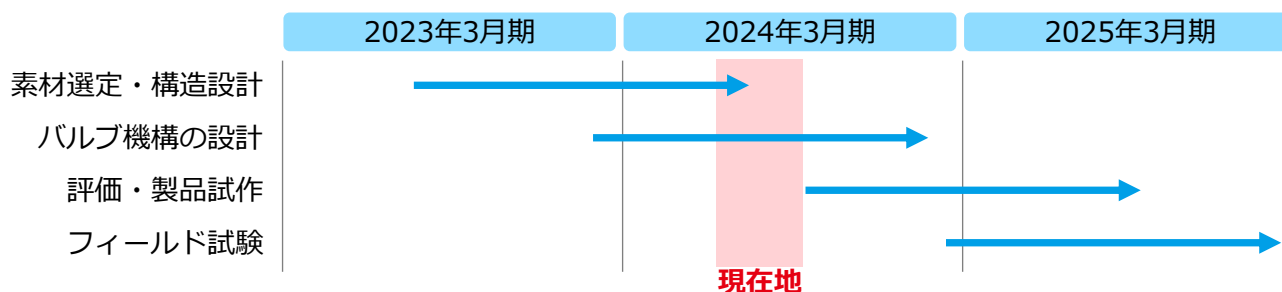 2023年3月期
2024年3月期
2025年3月期
素材選定・構造設計
バルブ機構の設計
評価・製品試作
フィールド試験
現在地